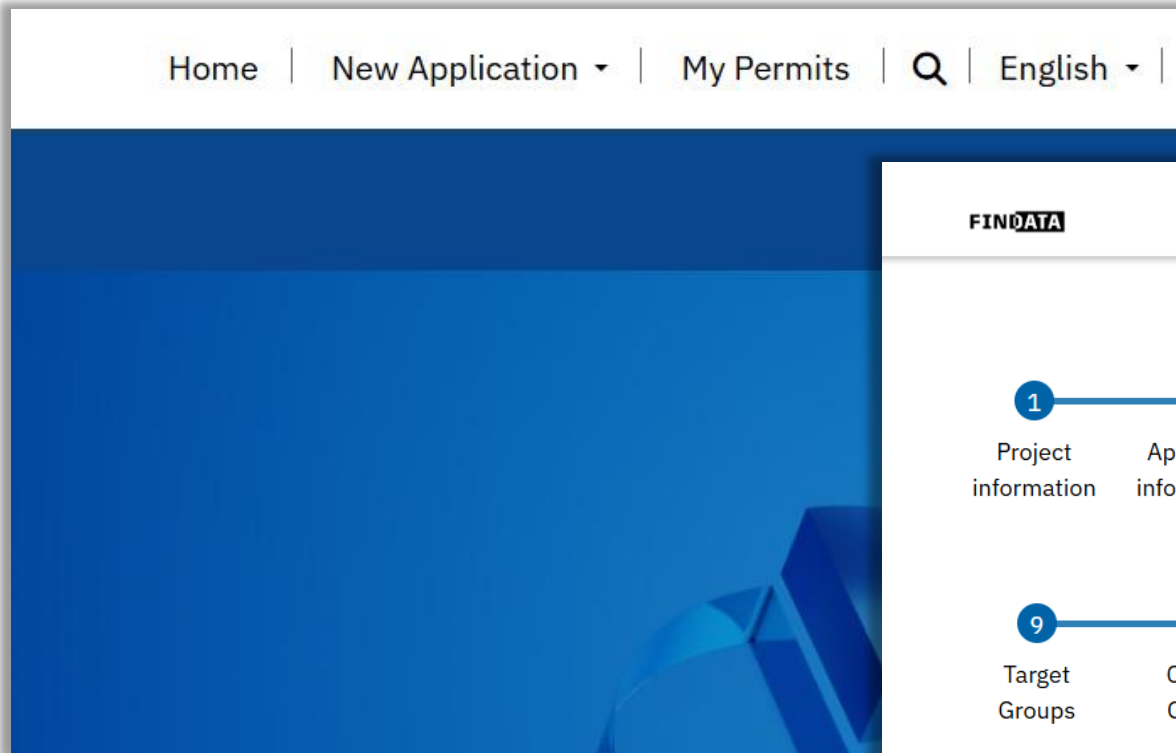 Home New Application My Permits English
FINDATA
1
Project
information
9
Target
Groups